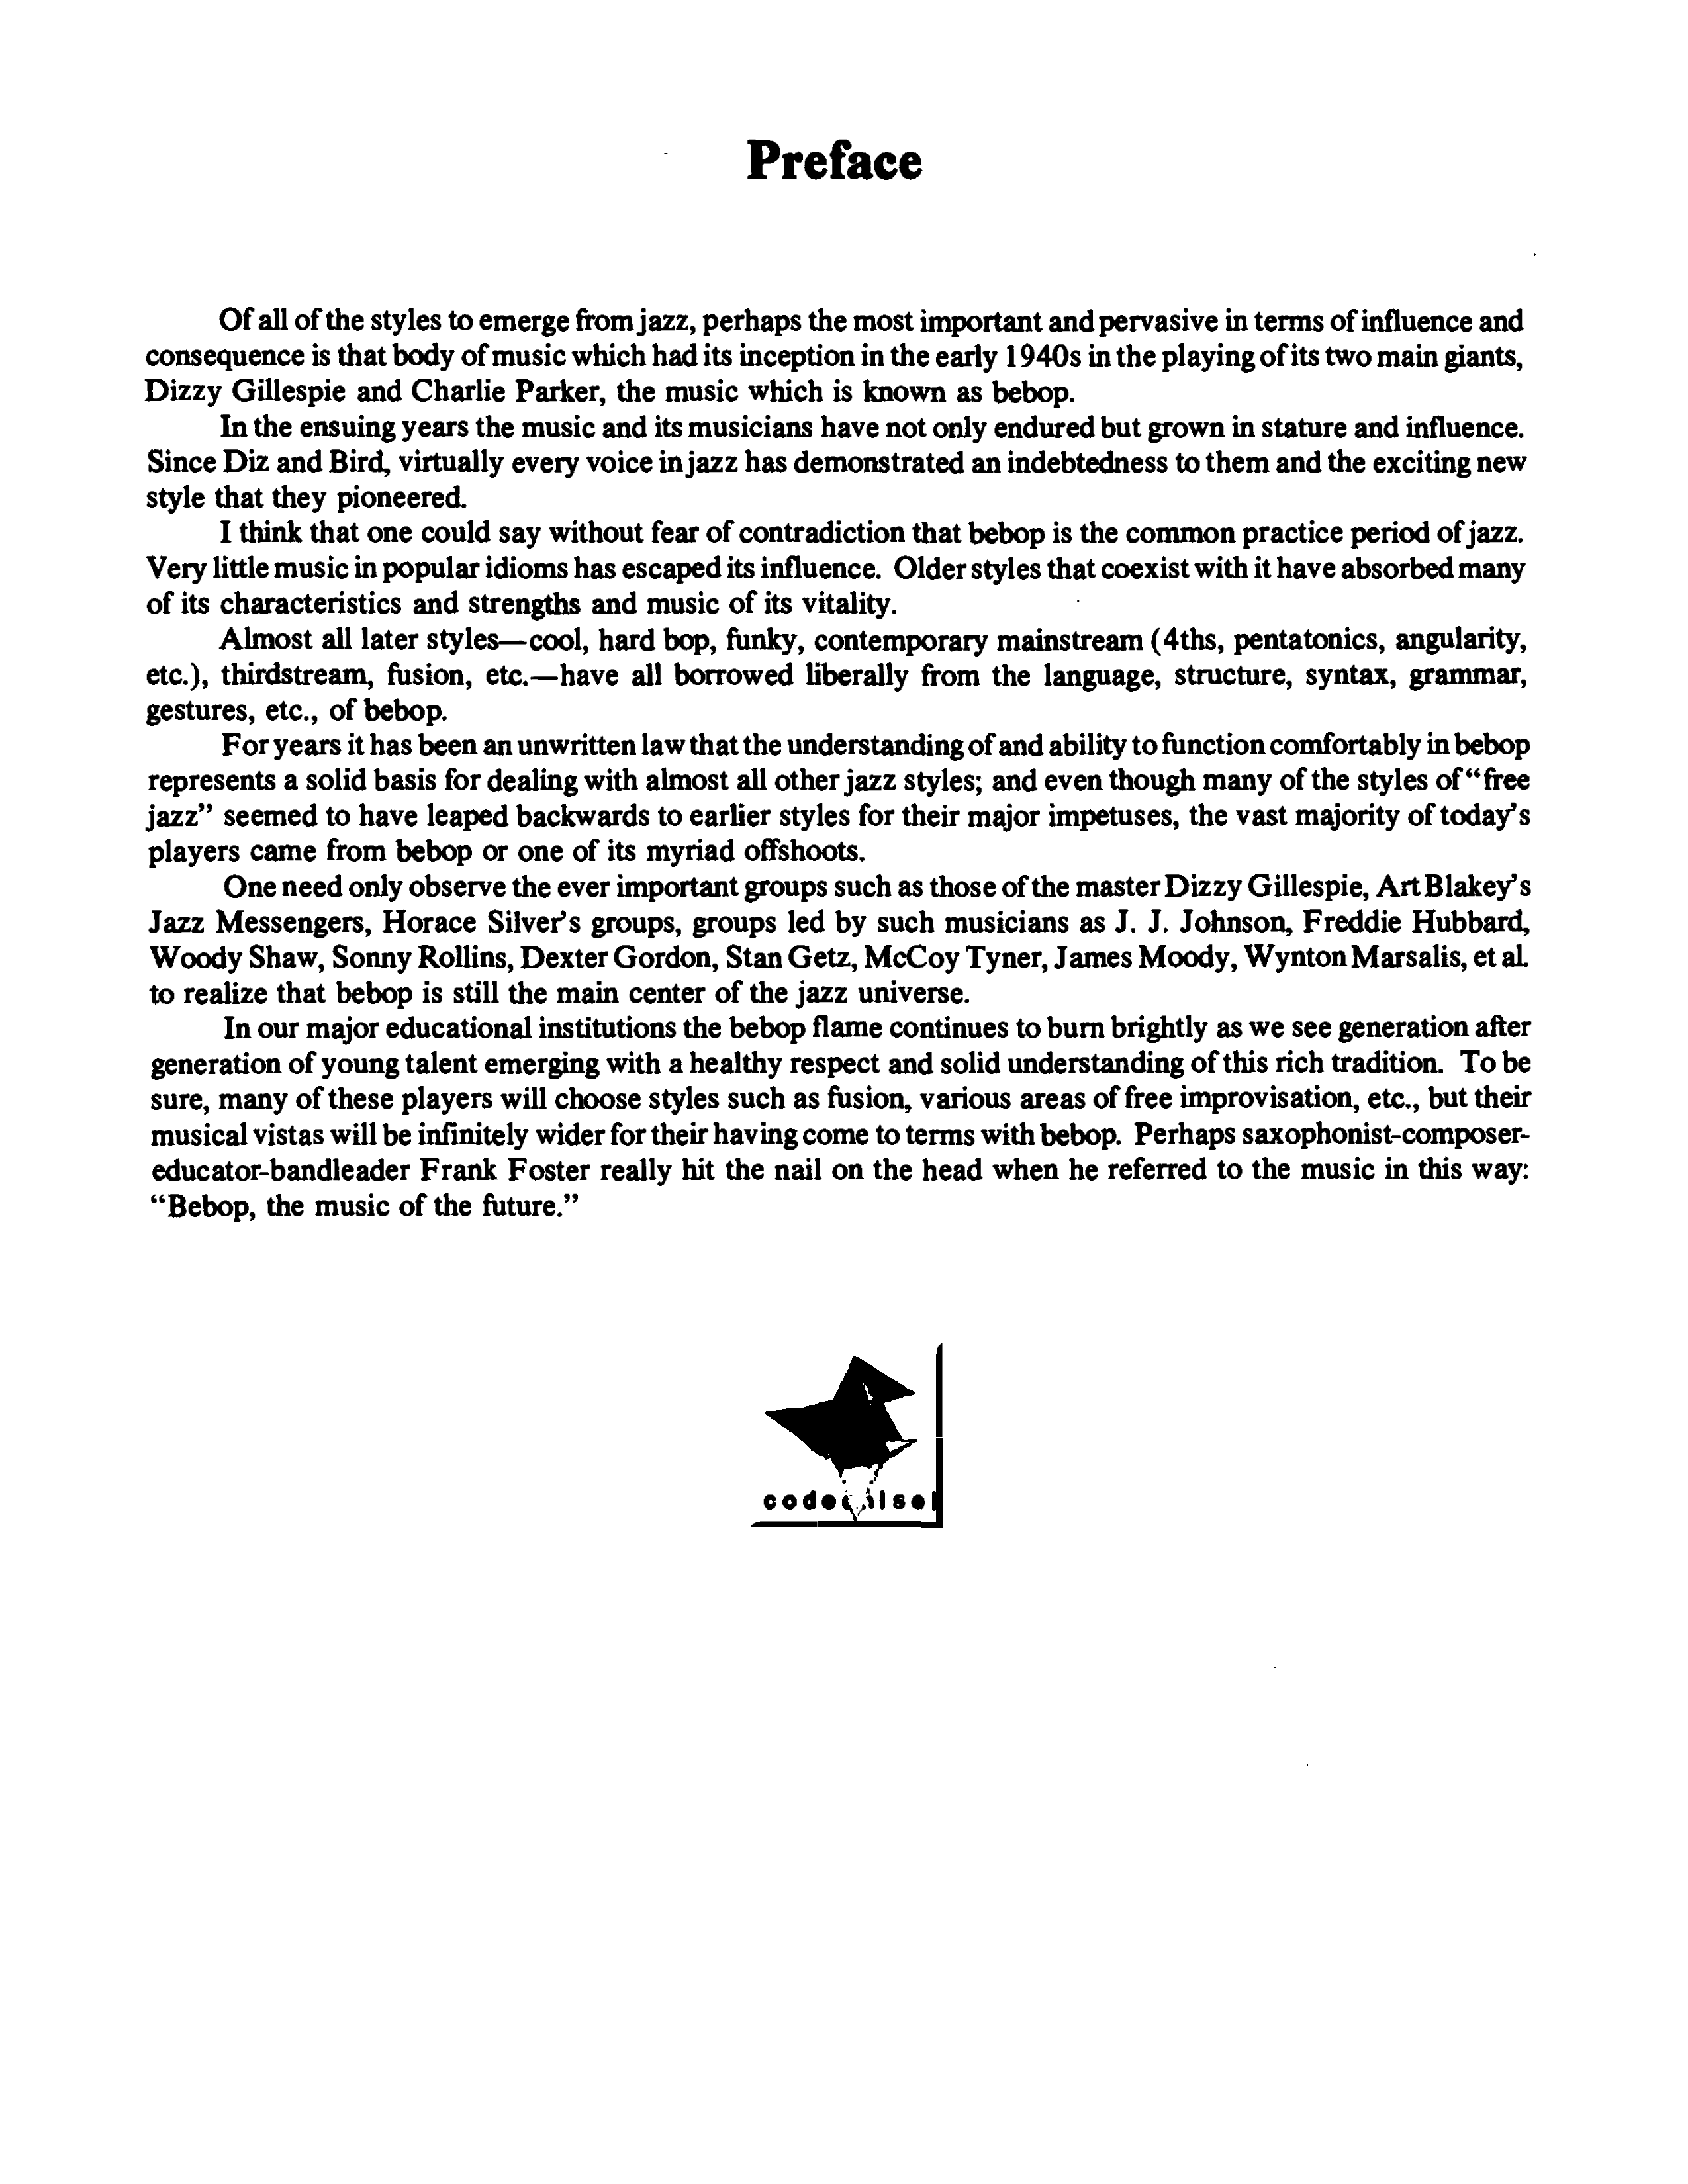 Preface
Of all of the styles to emerge from jazz, perhaps the most important and pervasive in terms of influence and
consequence is that body of music which had its inception in the early 1940s in the playing of its two main giants,
Dizzy Gillespie and Charlie Parker, the music which is known as bebop.
In the ensuing years the music and its musicians have not only endured but grown in stature and influence.
Since Diz and Bird, virtually every voice in jazz has demonstrated an indebtedness to them and the exciting new
style that they pioneered.
I think that one could say without fear of contradiction that bebop is the common practice period of jazz.
Very little music in popular idioms has escaped its influence. Older styles that coexist with it have absorbed many
of its characteristics and strengths and music of its vitality.
Almost all later styles—cool, hard bop, funky, contemporary mainstream (4ths, pentatonics, angularity,
etc.), thirdstream, fusion, etc.—have all borrowed liberally from the language, structure, syntax, grammar,
gestures, etc., of bebop.
For years it has been an unwritten law that the understanding of and ability to function comfortably in bebop
represents a solid basis for dealing with almost all other jazz styles; and even though many of the styles of "free
jazz" seemed to have leaped backwards to earlier styles for their major impetuses, the vast majority of today's
players came from bebop or one of its myriad offshoots.
One need only observe the ever important groups such as those of the master Dizzy Gillespie, Art Blakey's
Jazz Messengers, Horace Silver's groups, groups led by such musicians as J. J. Johnson, Freddie Hubbard,
Woody Shaw, Sonny Rollins, Dexter Gordon, Stan Getz, McCoy Tyner, James Moody, Wynton Marsalis, et al.
to realize that bebop is still the main center of the jazz universe.
In our major educational institutions the bebop flame continues to burn brightly as we see generation after
generation of young talent emerging with a healthy respect and solid understanding of this rich tradition. To be
sure, many of these players will choose styles such as fusion, various areas of free improvisation, etc., but their
musical vistas will be infinitely wider for their having come to terms with bebop. Perhaps saxophonist-composer-
educator-bandleader Frank Foster really hit the nail on the head when he referred to the music in this way:
"Bebop, the music of the future."